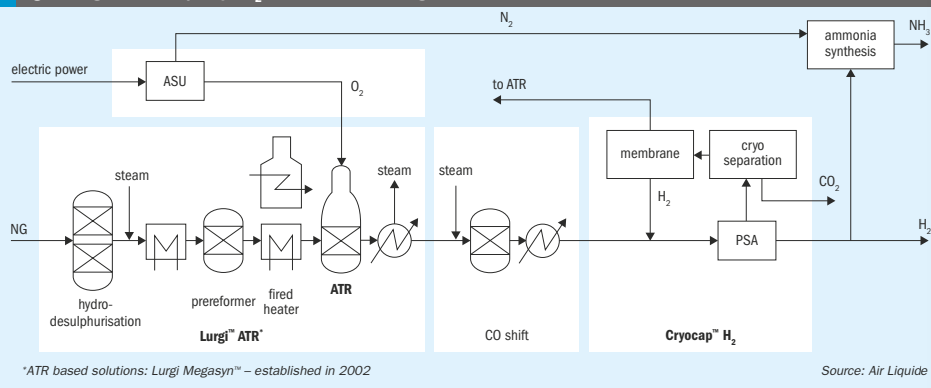 N2
NH3
ammonia
synthesis
electric power
ASU
O2
to ATR
membrane
cryo
separation
steam
steam
steam
CO2
H2
NG
PSA
H2
hydro-
desulphurisation
prereformer
fired
heater
ATR
Lurgi™ ATR*
CO shift
Cryocap™ H2
*ATR based solutions: Lurgi Megasyn™ – established in 2002
Source: Air Liquide